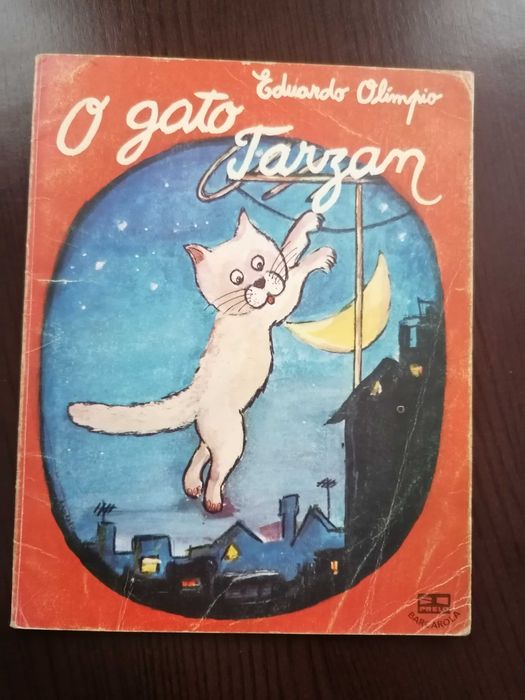 Eduardo Olímpio
O gato
Tarzan
PRELO
BARCAROLA